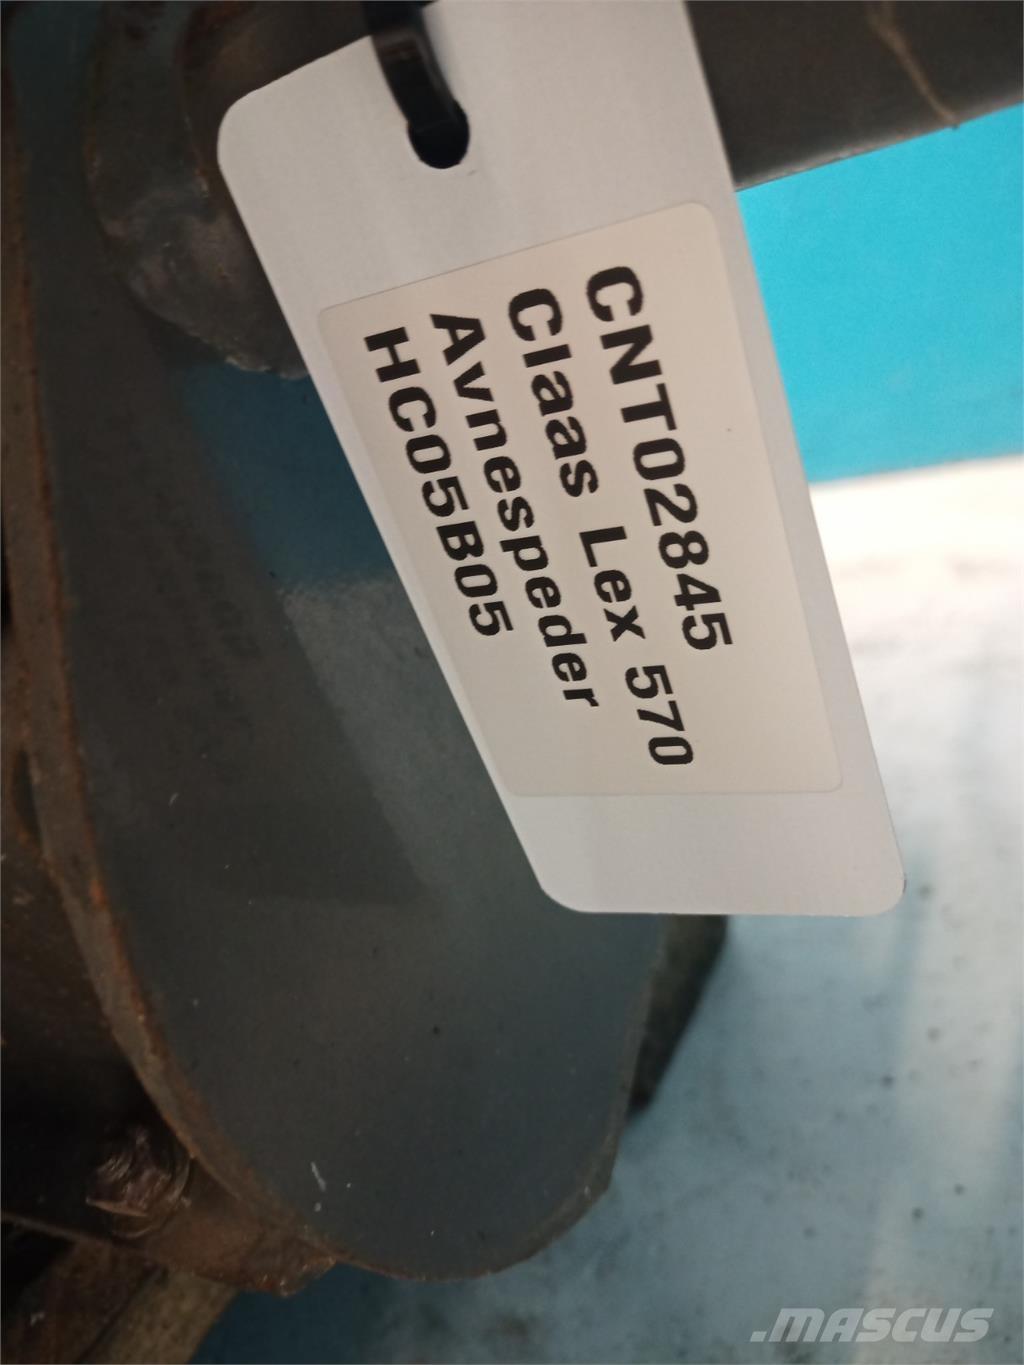 CNT02845
Claas Lex 570
Avnespeder
HC05B05
.MASCUS